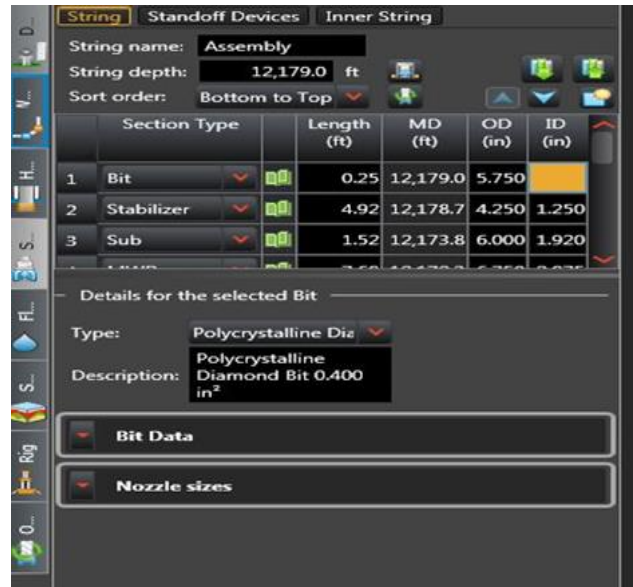 String Standoff Devices Inner String
String name: Assembly
String depth: 12,179.0 ft
Sort order: Bottom to Top
Section Type Length (ft) MD (ft) OD (in) ID (in)
1 Bit 0.25 12,179.0 5.750
2 Stabilizer 4.92 12,178.7 4.250 1.250
3 Sub 1.52 12,173.8 6.000 1.920
Details for the selected Bit
Type: Polycrystalline Dia
Description: Polycrystalline
Diamond Bit 0.400
in²
Bit Data
Nozzle sizes
D...
W...
H...
S...
Fl...
S...
Rig
O...